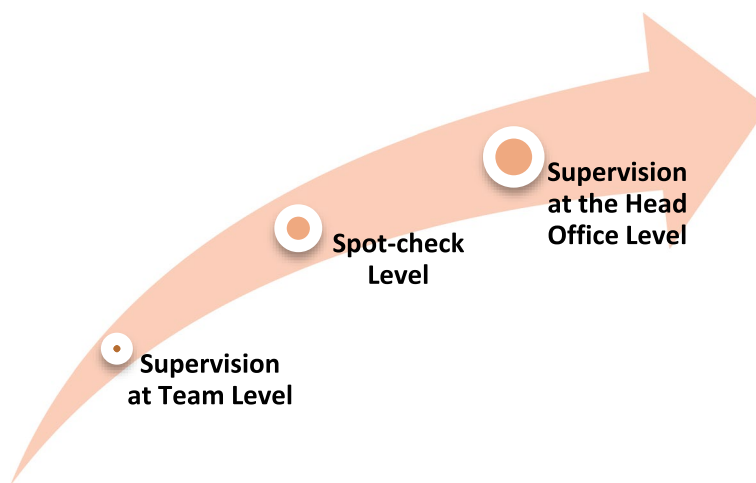 Supervision
at the Head
Office Level
Spot-check
Level
Supervision
at Team Level